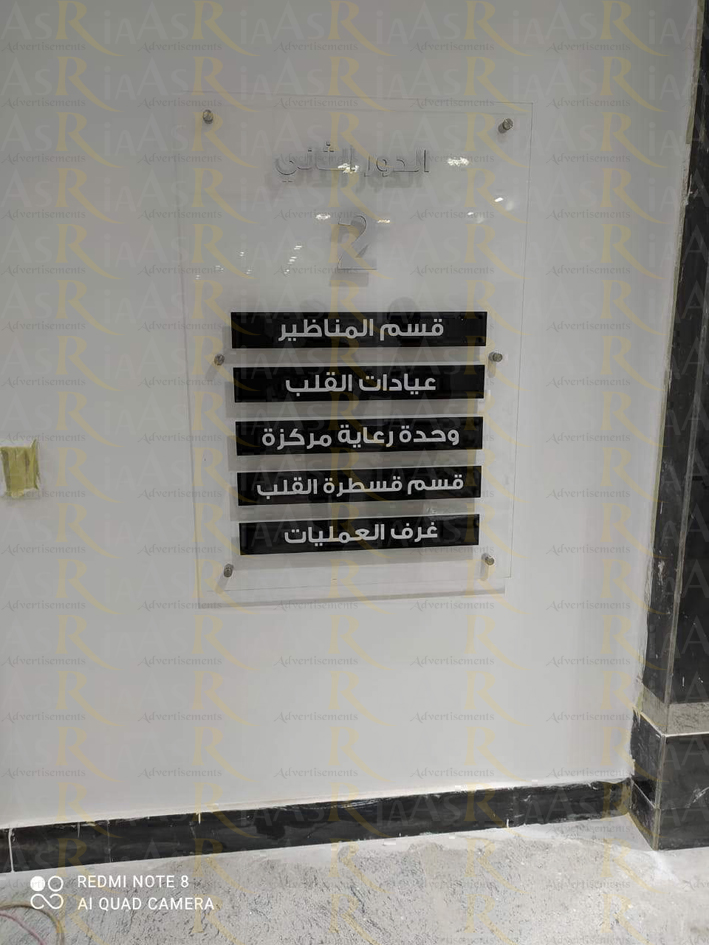 الدور الثاني
2
قسم المناظير
عيادات القلب
وحدة رعاية مركزة
قسم قسطرة القلب
غرف العمليات
REDMI NOTE 8
AI QUAD CAMERA